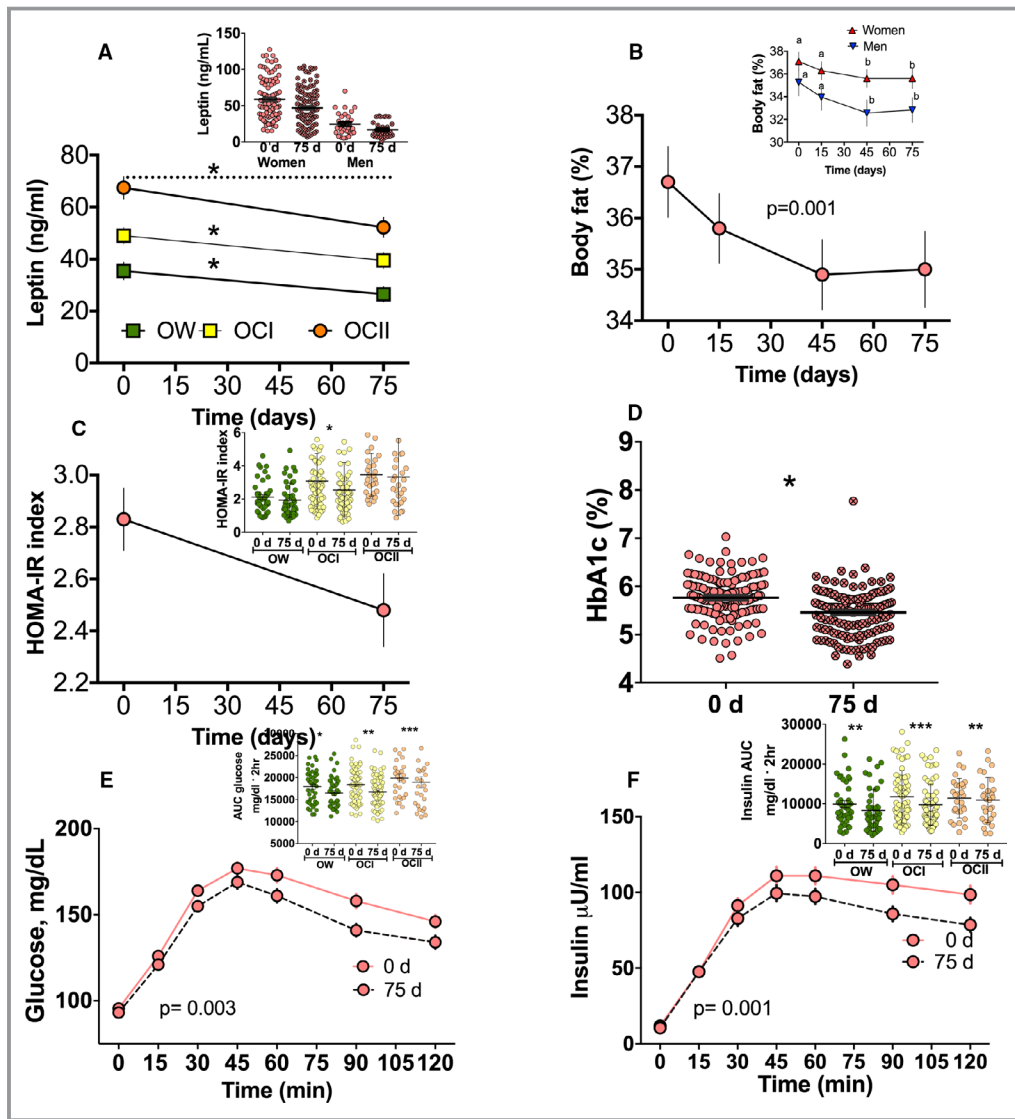 A
Leptin (ng/mL)
150
100
50
0
0 d 75 d 0 d 75 d
Women Men
Leptin (ng/ml)
80
60
40
20
0
*
*
*
OW OCI OCII
0 15 30 45 60 75
Time (days)
B
Women
Men
Body fat (%)
38
36
34
32
30
a a b b
a a b b
0 15 30 45 60 75
Time (days)
Body fat (%)
38
37
36
35
34
p=0.001
0 15 30 45 60 75
Time (days)
C
HOMA-IR index
6
4
2
0
*
0 d 75 d 0 d 75 d 0 d 75 d
OW OCI OCII
HOMA-IR index
3.0
2.8
2.6
2.4
2.2
0 15 30 45 60 75
Time (days)
D
HbA1c (%)
9
8
7
6
5
4
*
0 d 75 d
E
AUC glucose
mg/dl · 2hr
30000
25000
20000
15000
10000
5000
* ** ***
0 d 75 d 0 d 75 d 0 d 75 d
OW OCI OCII
Glucose, mg/dL
200
150
100
0 d
75 d
p= 0.003
0 15 30 45 60 75 90 105 120
Time (min)
F
Insulin AUC
mg/dl · 2hr
30000
20000
10000
0
** *** **
0 d 75 d 0 d 75 d 0 d 75 d
OW OCI OCII
Insulin μU/ml
150
100
50
0
0 d
75 d
p= 0.001
0 15 30 45 60 75 90 105 120
Time (min)